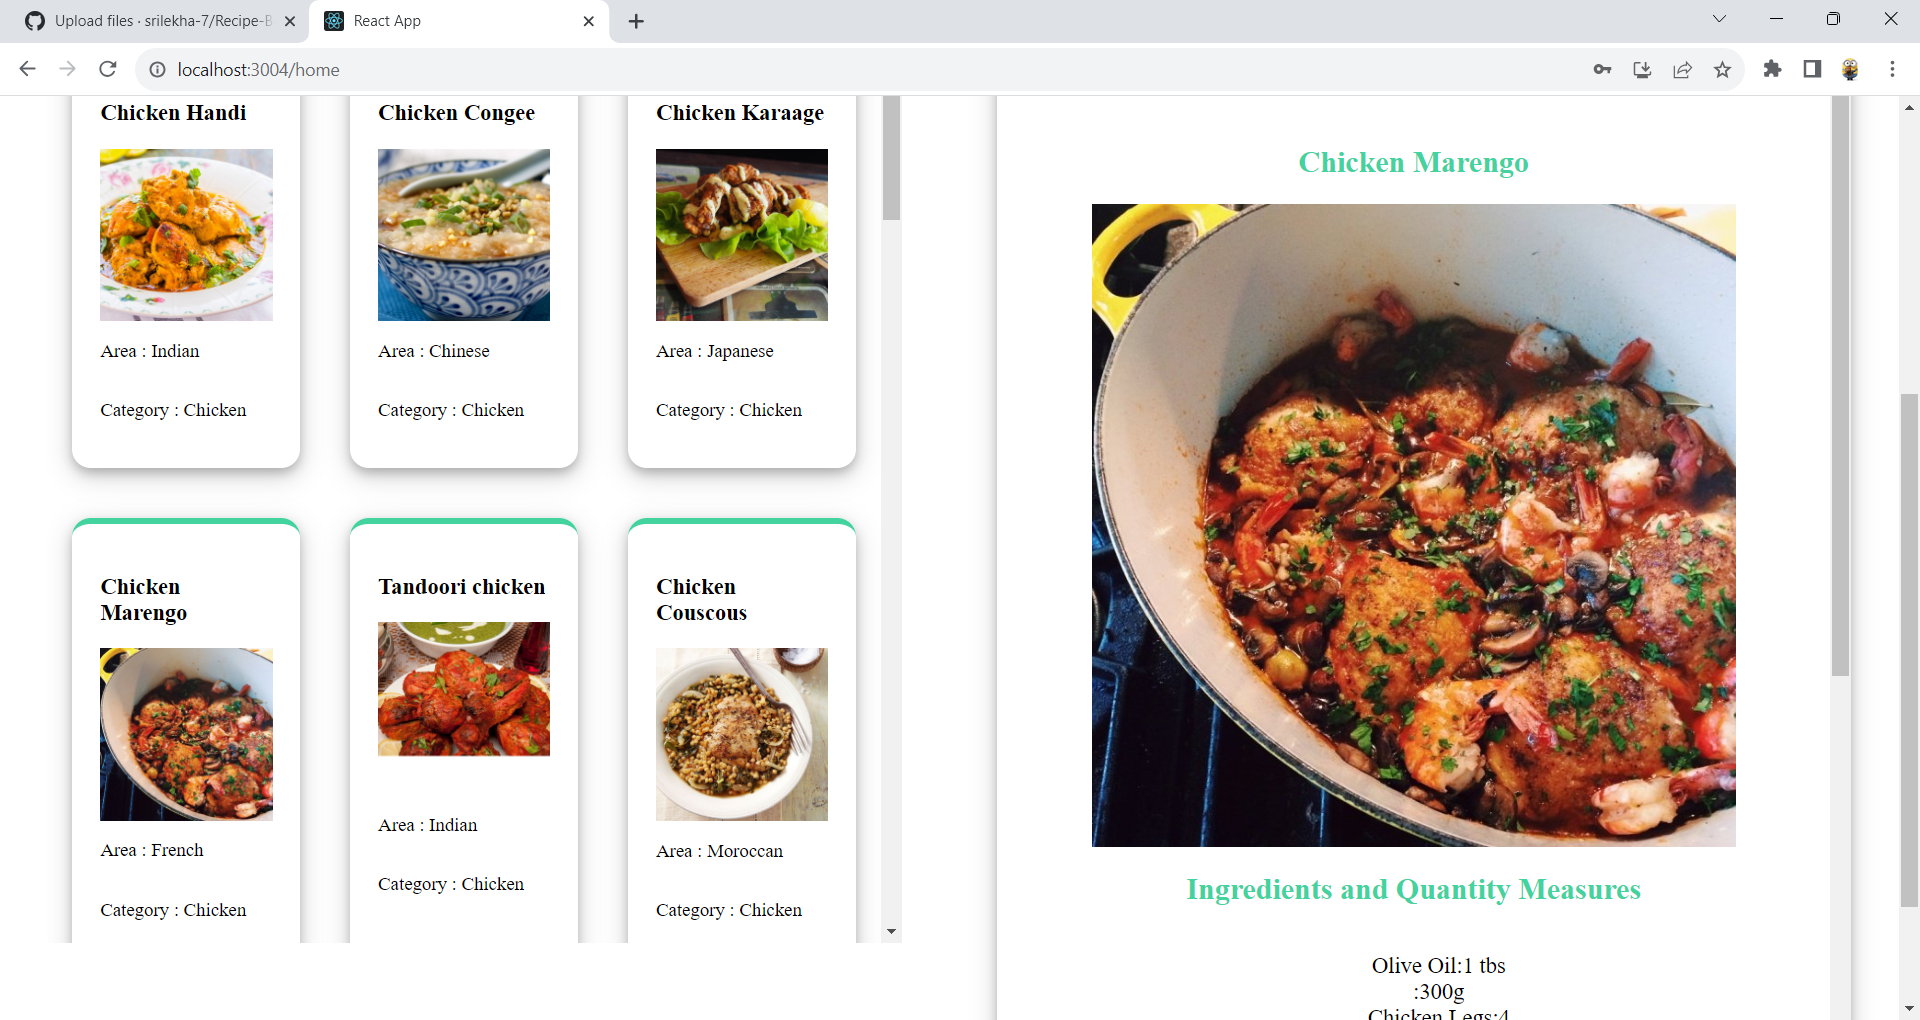 Upload files · srilekha-7/Recipe-B
React App
localhost:3004/home
Chicken Handi
Area : Indian
Category : Chicken
Chicken Congee
Area : Chinese
Category : Chicken
Chicken Karaage
Area : Japanese
Category : Chicken
Chicken
Marengo
Area : French
Category : Chicken
Tandoori chicken
Area : Indian
Category : Chicken
Chicken
Couscous
Area : Moroccan
Category : Chicken
Chicken Marengo
Ingredients and Quantity Measures
Olive Oil:1 tbs
:300g
Chicken Legs:4